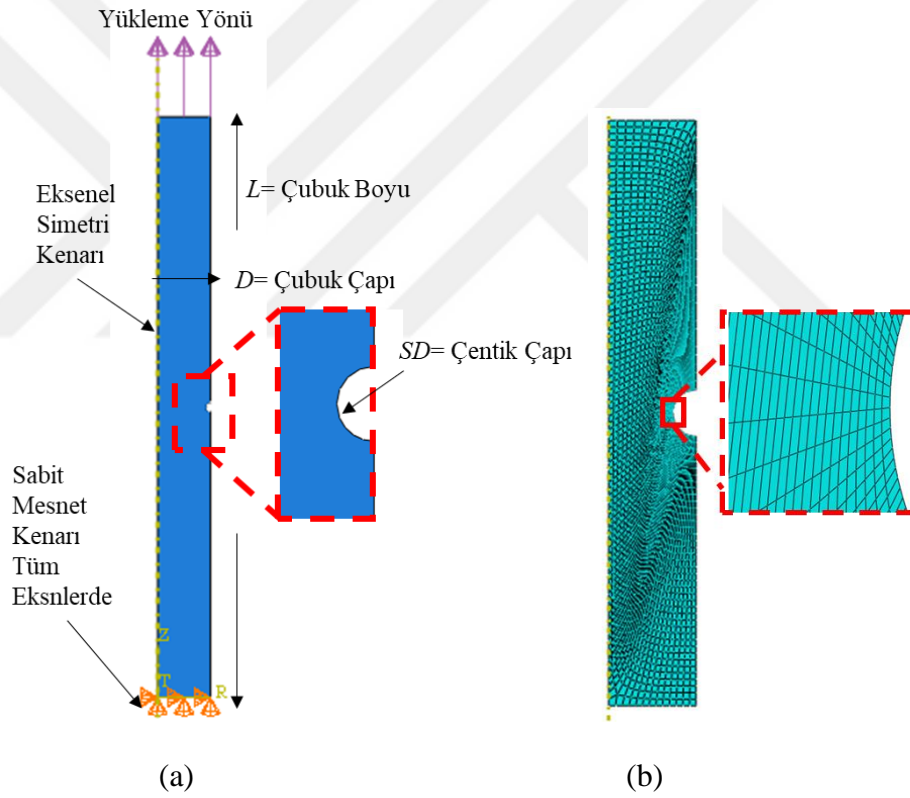 Yükleme Yönü
L= Çubuk Boyu
Eksenel
Simetri
Kenarı
D= Çubuk Çapı
SD= Çentik Çapı
Sabit
Mesnet
Kenarı
Tüm
Eksnlerde
Z
T
R
(a)
(b)